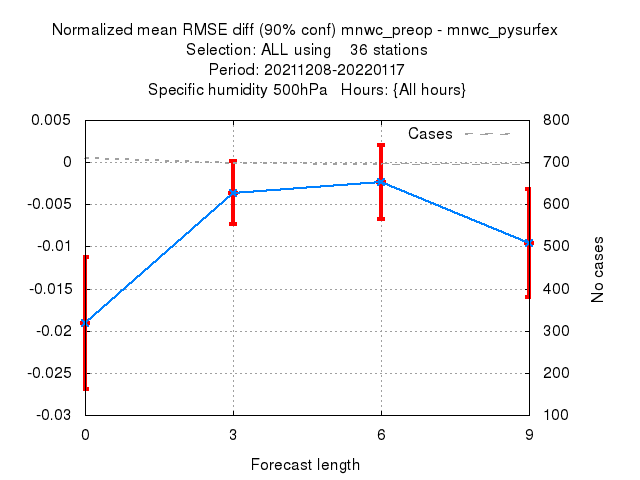 Normalized mean RMSE diff (90% conf) mnwc_preop - mnwc_pysurfex
Selection: ALL using    36 stations
Period: 20211208-20220117
Specific humidity 500hPa   Hours: {All hours}
0.005
0
-0.005
-0.01
-0.015
-0.02
-0.025
-0.03
Cases
800
700
600
500
400
300
200
100
No cases
0 3 6 9
Forecast length